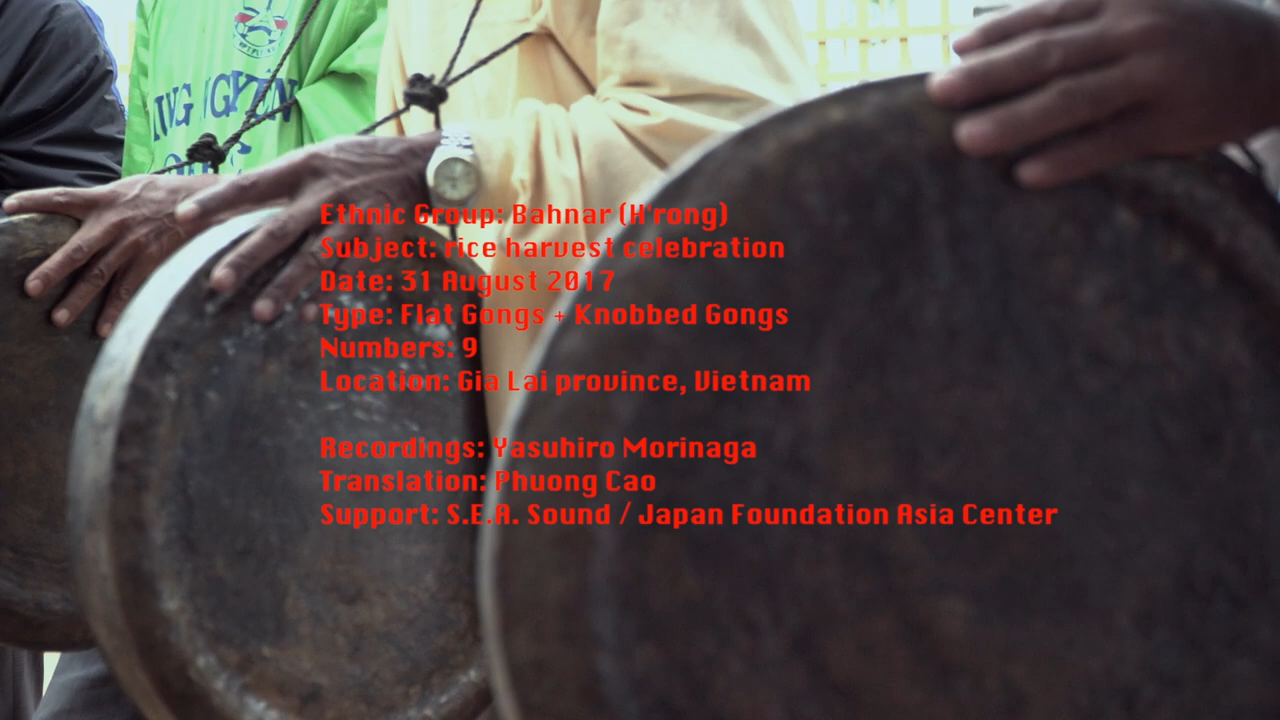 Ethnic Group: Bahnar (H'rong)
Subject: rice harvest celebration
Date: 31 August 2017
Type: Flat Gongs + Knobbed Gongs
Numbers: 9
Location: Gia Lai province, Vietnam
Recordings: Yasuhiro Morinaga
Translation: Phuong Cao
Support: S.E.A. Sound / Japan Foundation Asia Center